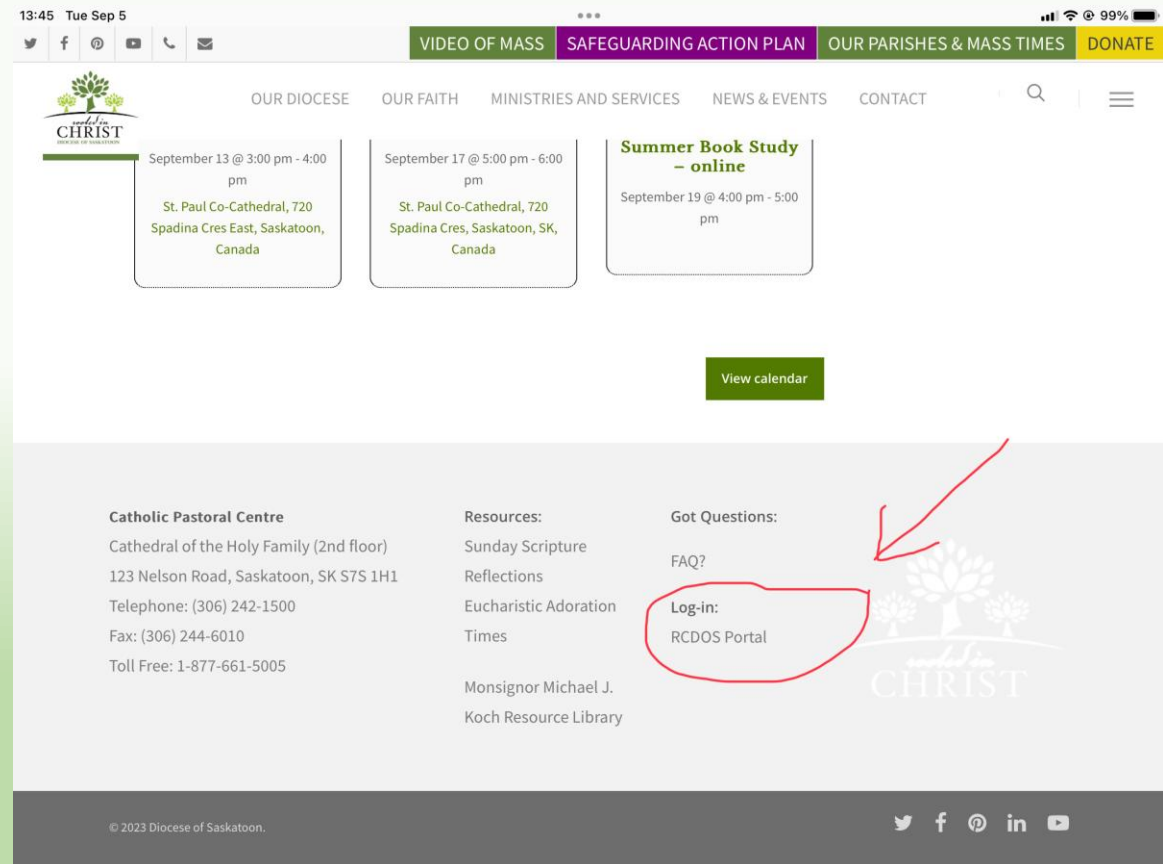 13:45 Tue Sep 5
99%
VIDEO OF MASS
SAFEGUARDING ACTION PLAN
OUR PARISHES & MASS TIMES
DONATE
rooted in
CHRIST
DIOCESE OF SASKATOON
OUR DIOCESE
OUR FAITH
MINISTRIES AND SERVICES
NEWS & EVENTS
CONTACT
September 13 @ 3:00 pm - 4:00
pm
St. Paul Co-Cathedral, 720
Spadina Cres East, Saskatoon,
Canada
September 17 @ 5:00 pm - 6:00
pm
St. Paul Co-Cathedral, 720
Spadina Cres, Saskatoon, SK,
Canada
Summer Book Study
– online
September 19 @ 4:00 pm - 5:00
pm
View calendar
Catholic Pastoral Centre
Cathedral of the Holy Family (2nd floor)
123 Nelson Road, Saskatoon, SK S7S 1H1
Telephone: (306) 242-1500
Fax: (306) 244-6010
Toll Free: 1-877-661-5005
Resources:
Sunday Scripture
Reflections
Eucharistic Adoration
Times
Monsignor Michael J.
Koch Resource Library
Got Questions:
FAQ?
Log-in:
RCDOS Portal
rooted in
CHRIST
© 2023 Diocese of Saskatoon.